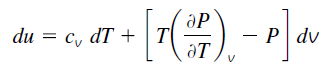 du = c_v dT + [T(∂P/∂T)_v − P] dv